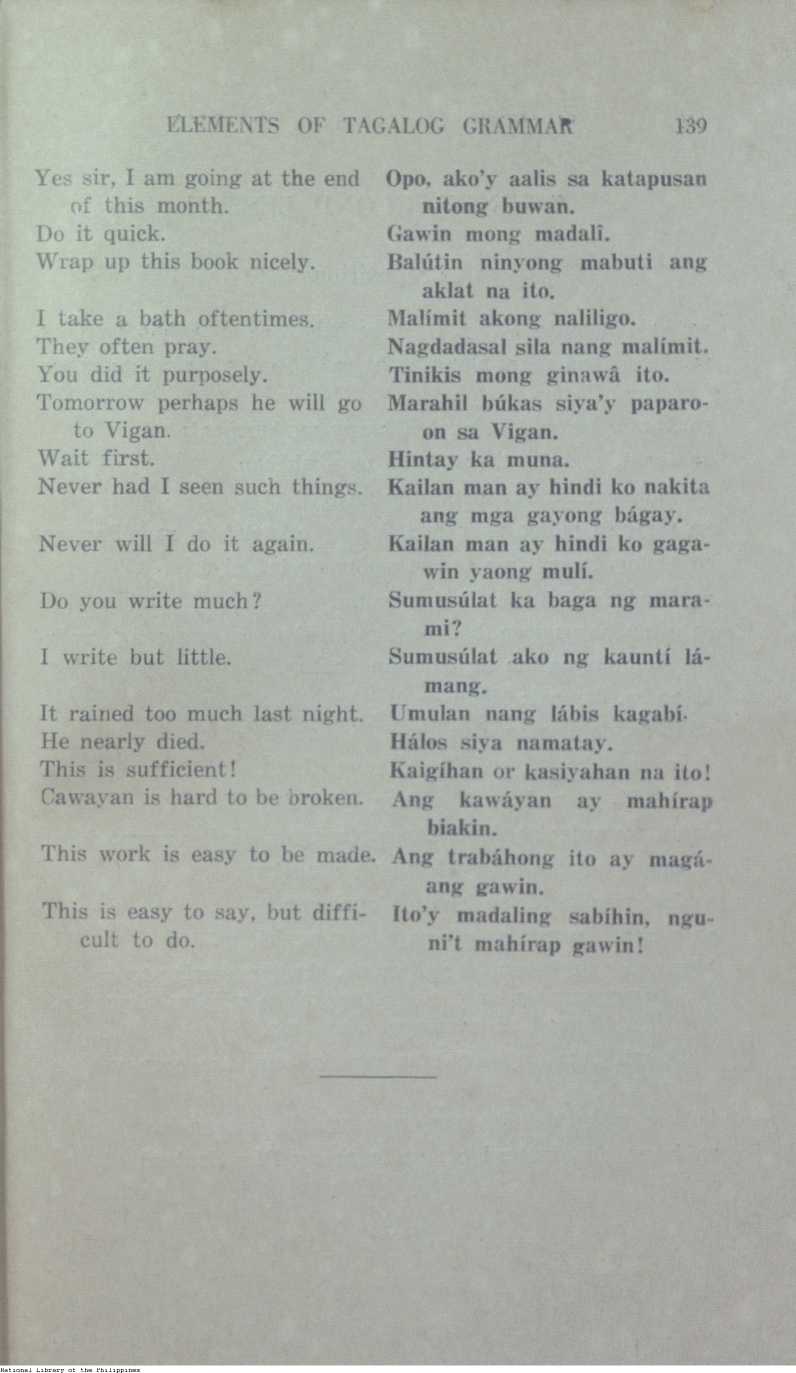 ELEMENTS OF TAGALOG GRAMMAR 139
Yes sir, I am going at the end Opo, ako'y aalis sa katapusan
of this month. nitong buwan.
Do it quick. Gawin mong madalî.
Wrap up this book nicely. Balútin ninyong mabuti ang
aklat na ito.
I take a bath oftentimes. Malímit akong naliligo.
They often pray. Nagdadasal sila nang malímit.
You did it purposely. Tinikis mong ginawâ ito.
Tomorrow perhaps he will go Marahil búkas siya'y paparo-
to Vigan. on sa Vigan.
Wait first. Hintay ka muna.
Never had I seen such things. Kailan man ay hindi ko nakita
ang mga gayong bágay.
Never will I do it again. Kailan man ay hindi ko gaga-
win yaong mulí.
Do you write much? Sumusúlat ka baga ng mara-
mi?
I write but little. Sumusúlat ako ng kauntí lá-
mang.
It rained too much last night. Umulan nang lábis kagabí.
He nearly died. Hálos siya namatay.
This is sufficient! Kaigíhan or kasiyahan na ito!
Cawayan is hard to be broken. Ang kawáyan ay mahírap
biakin.
This work is easy to be made. Ang trabáhong ito ay magá-
ang gawin.
This is easy to say, but diffi- Ito'y madaling sabíhin, ngu-
cult to do. ni't mahírap gawin!
National Library of the Philippines